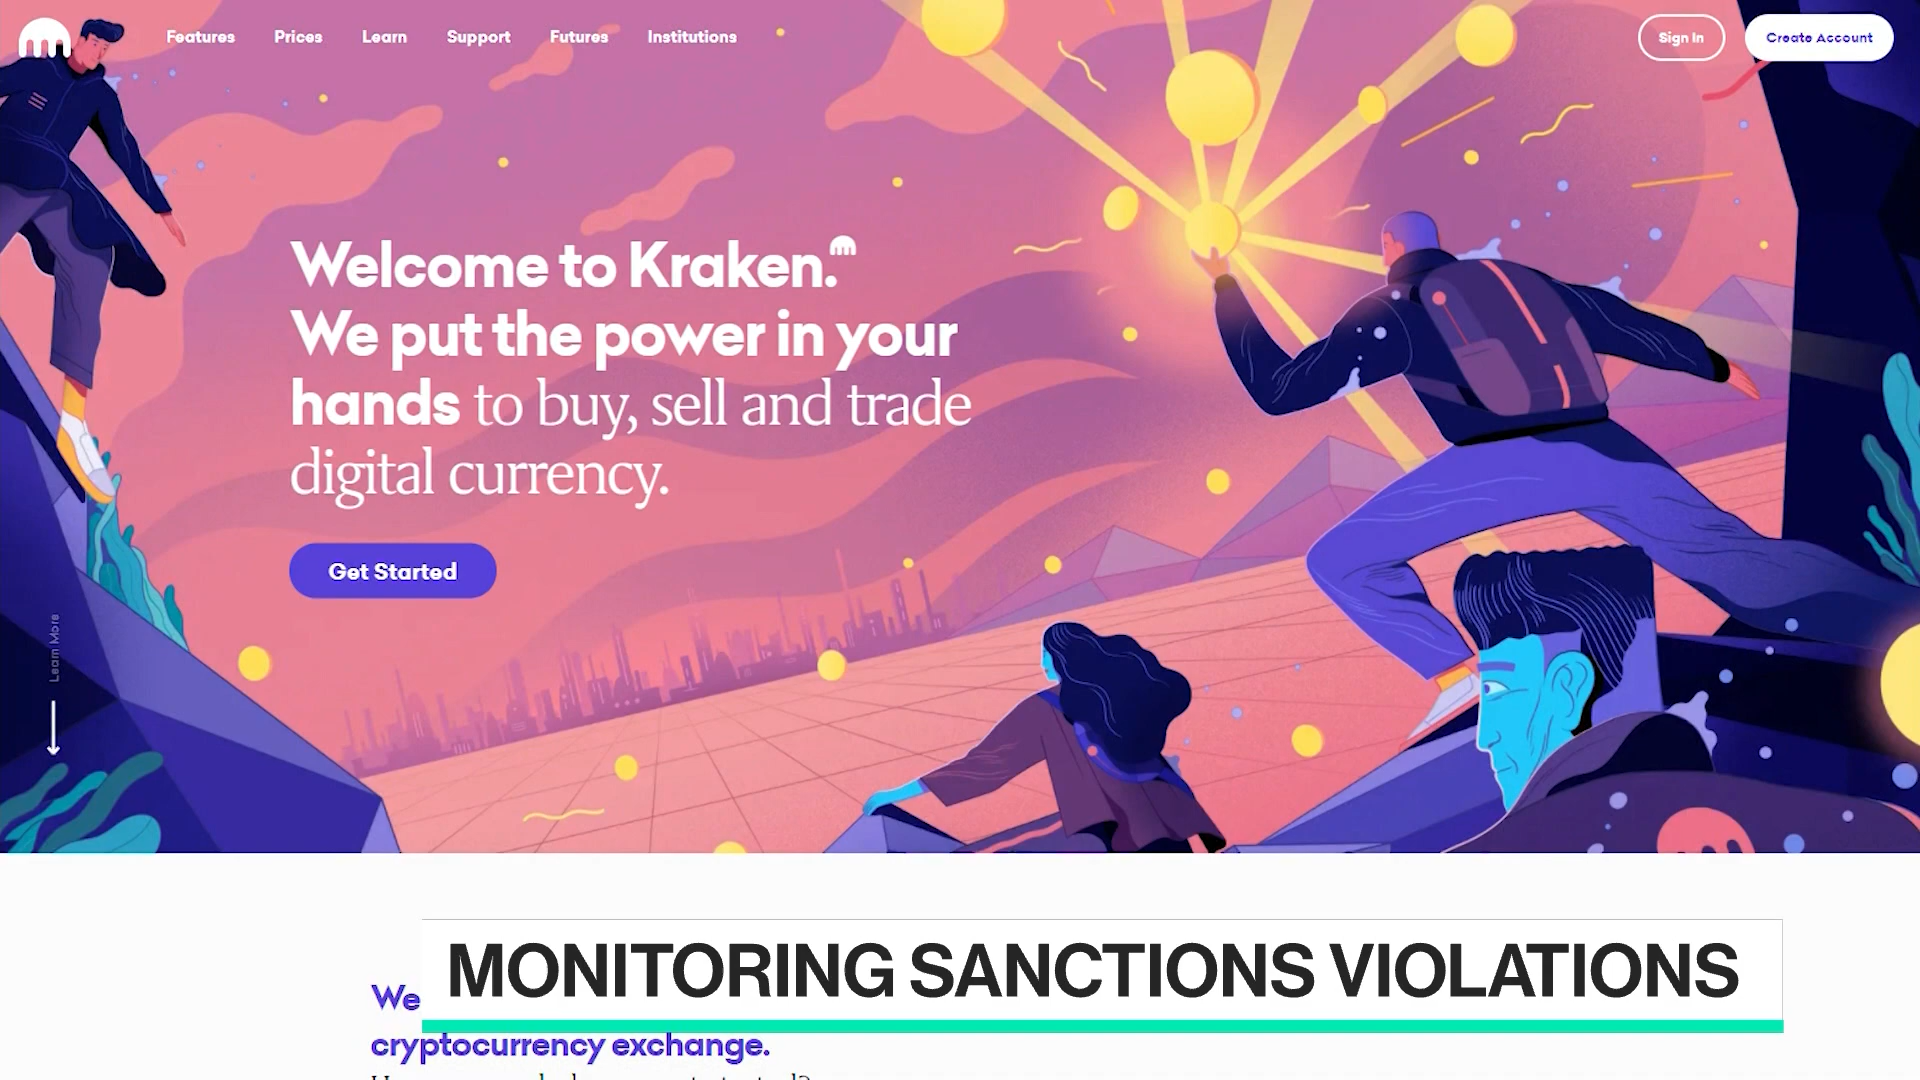 Features Prices Learn Support Futures Institutions Sign In Create Account
Welcome to Kraken.
We put the power in your
hands to buy, sell and trade
digital currency.
Get Started
Learn More
MONITORING SANCTIONS VIOLATIONS
We
cryptocurrency exchange.